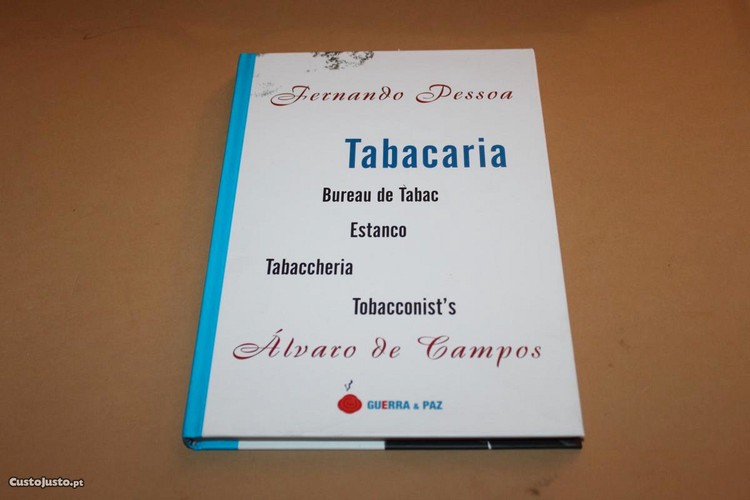 Fernando Pessoa
Tabacaria
Bureau de Tabac
Estanco
Tabaccheria
Tobacconist's
Álvaro de Campos
GUERRA & PAZ
CustoJusto.pt